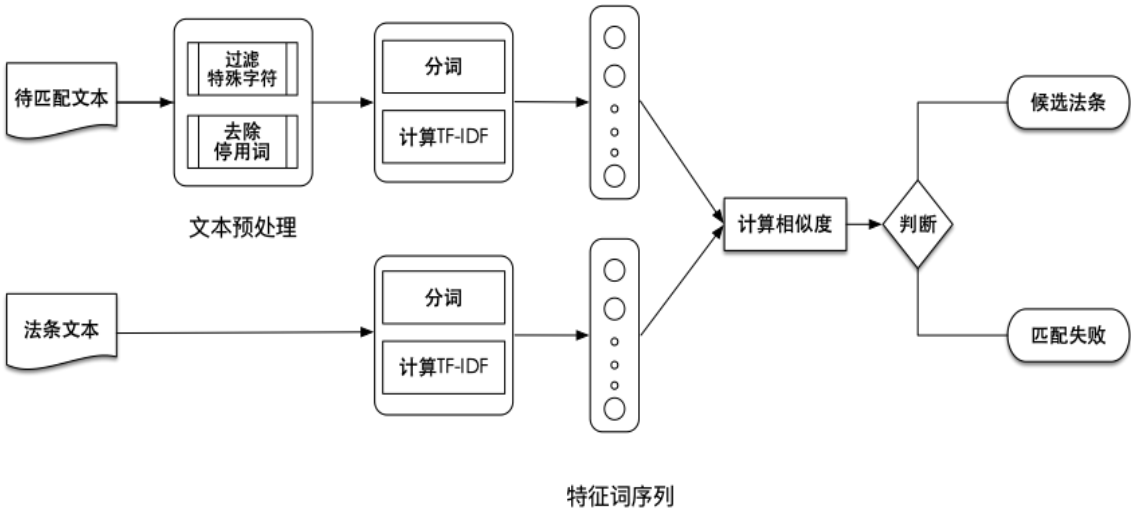 待匹配文本
过滤
特殊字符
去除
停用词
文本预处理
分词
计算TF-IDF
法条文本
分词
计算TF-IDF
特征词序列
计算相似度
判断
候选法条
匹配失败